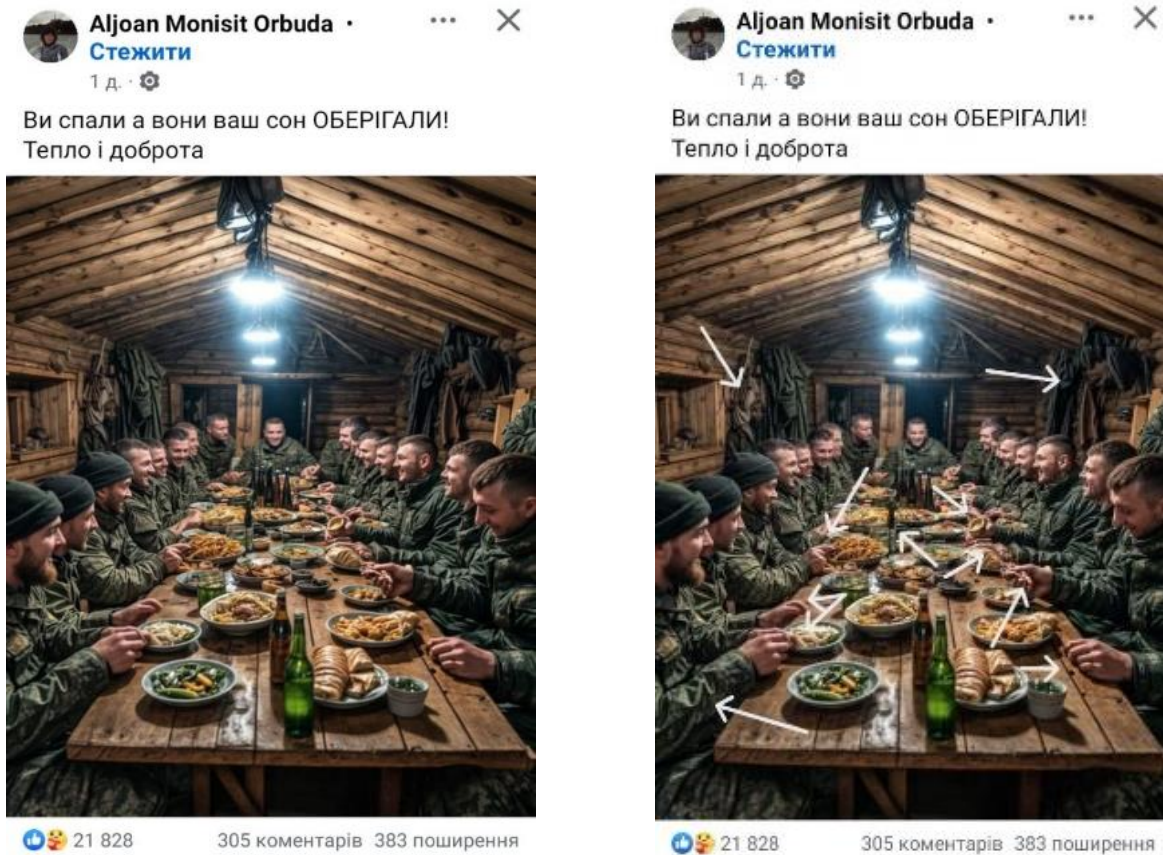 Aljoan Monisit Orbuda •
Стежити
1 д. ·
Ви спали а вони ваш сон ОБЕРІГАЛИ!
Тепло і доброта
21 828 305 коментарів 383 поширення
Aljoan Monisit Orbuda •
Стежити
1 д. ·
Ви спали а вони ваш сон ОБЕРІГАЛИ!
Тепло і доброта
21 828 305 коментарів 383 поширення